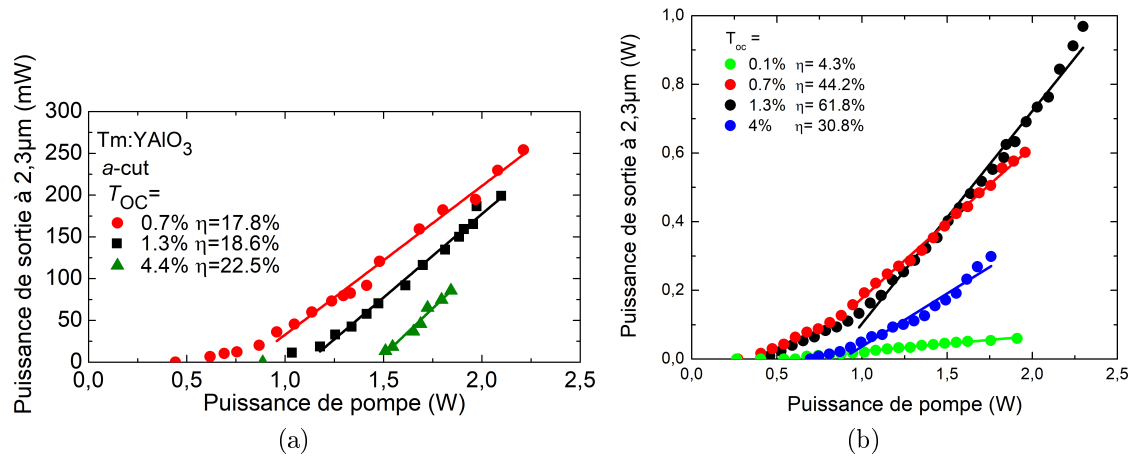 Puissance de sortie à 2,3µm (mW)
300
250
200
150
100
50
0
Tm:YAlO3
a-cut
TOC=
0.7% η=17.8%
1.3% η=18.6%
4.4% η=22.5%
0,0 0,5 1,0 1,5 2,0 2,5
Puissance de pompe (W)
(a)
Puissance de sortie à 2,3µm (W)
1,0
0,8
0,6
0,4
0,2
0,0
Toc =
0.1% η= 4.3%
0.7% η= 44.2%
1.3% η= 61.8%
4% η= 30.8%
0,0 0,5 1,0 1,5 2,0 2,5
Puissance de pompe (W)
(b)